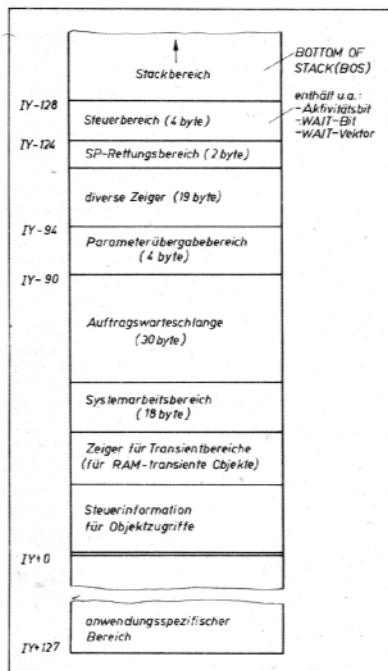 BOTTOM OF
STACK(BOS)
Stackbereich
IY-128
enthält u.a.:
-Aktivitätsbit
-WAIT-Bit
-WAIT-Vektor
Steuerbereich (4 byte)
IY-124
SP-Rettungsbereich (2 byte)
diverse Zeiger (19 byte)
IY-94
Parameterübergabebereich
(4 byte)
IY-90
Auftragswarteschlange
(30 byte)
Systemarbeitsbereich
(18 byte)
Zeiger für Transientbereiche
(für RAM-transiente Objekte)
Steuerinformation
für Objektzugriffe
IY+0
anwendungsspezifischer
Bereich
IY+127